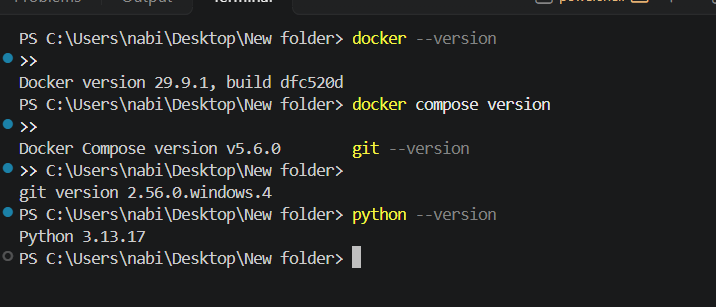 Problems Output Terminal powershell
PS C:\Users\nabi\Desktop\New folder> docker --version
>>
Docker version 29.9.1, build dfc520d
PS C:\Users\nabi\Desktop\New folder> docker compose version
>>
Docker Compose version v5.6.0 git --version
>> C:\Users\nabi\Desktop\New folder>
git version 2.56.0.windows.4
PS C:\Users\nabi\Desktop\New folder> python --version
Python 3.13.17
PS C:\Users\nabi\Desktop\New folder>